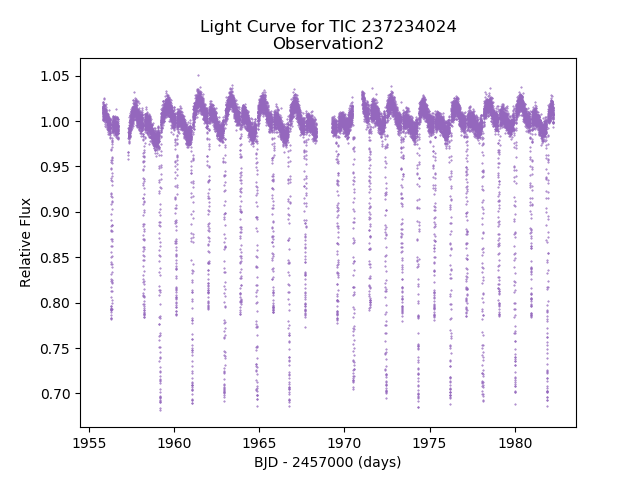 Light Curve for TIC 237234024
Observation2
1.05
1.00
0.95
0.90
0.85
0.80
0.75
0.70
Relative Flux
1955 1960 1965 1970 1975 1980
BJD - 2457000 (days)